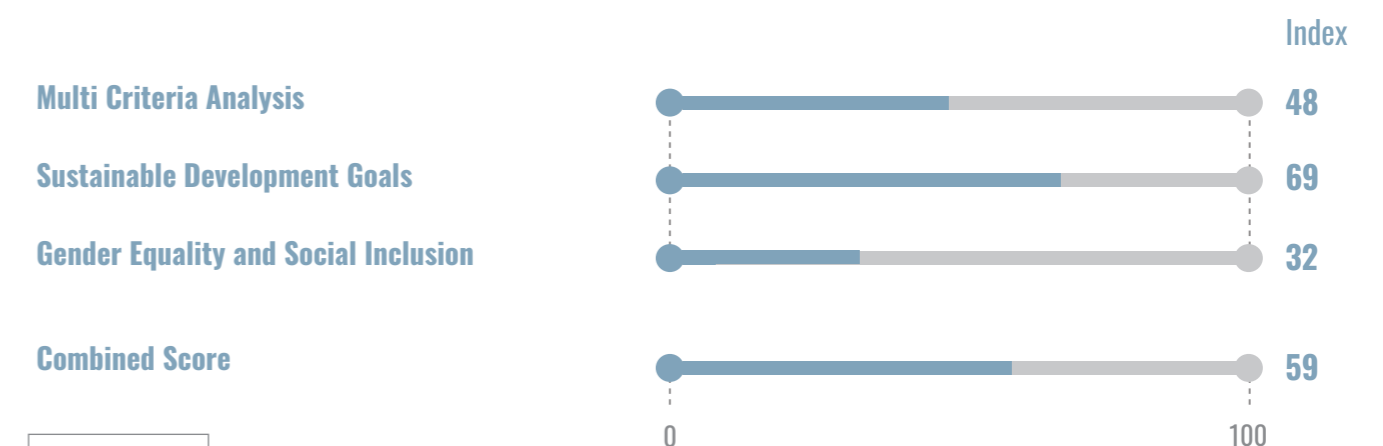 Index
Multi Criteria Analysis 48
Sustainable Development Goals 69
Gender Equality and Social Inclusion 32
Combined Score 59
0 100